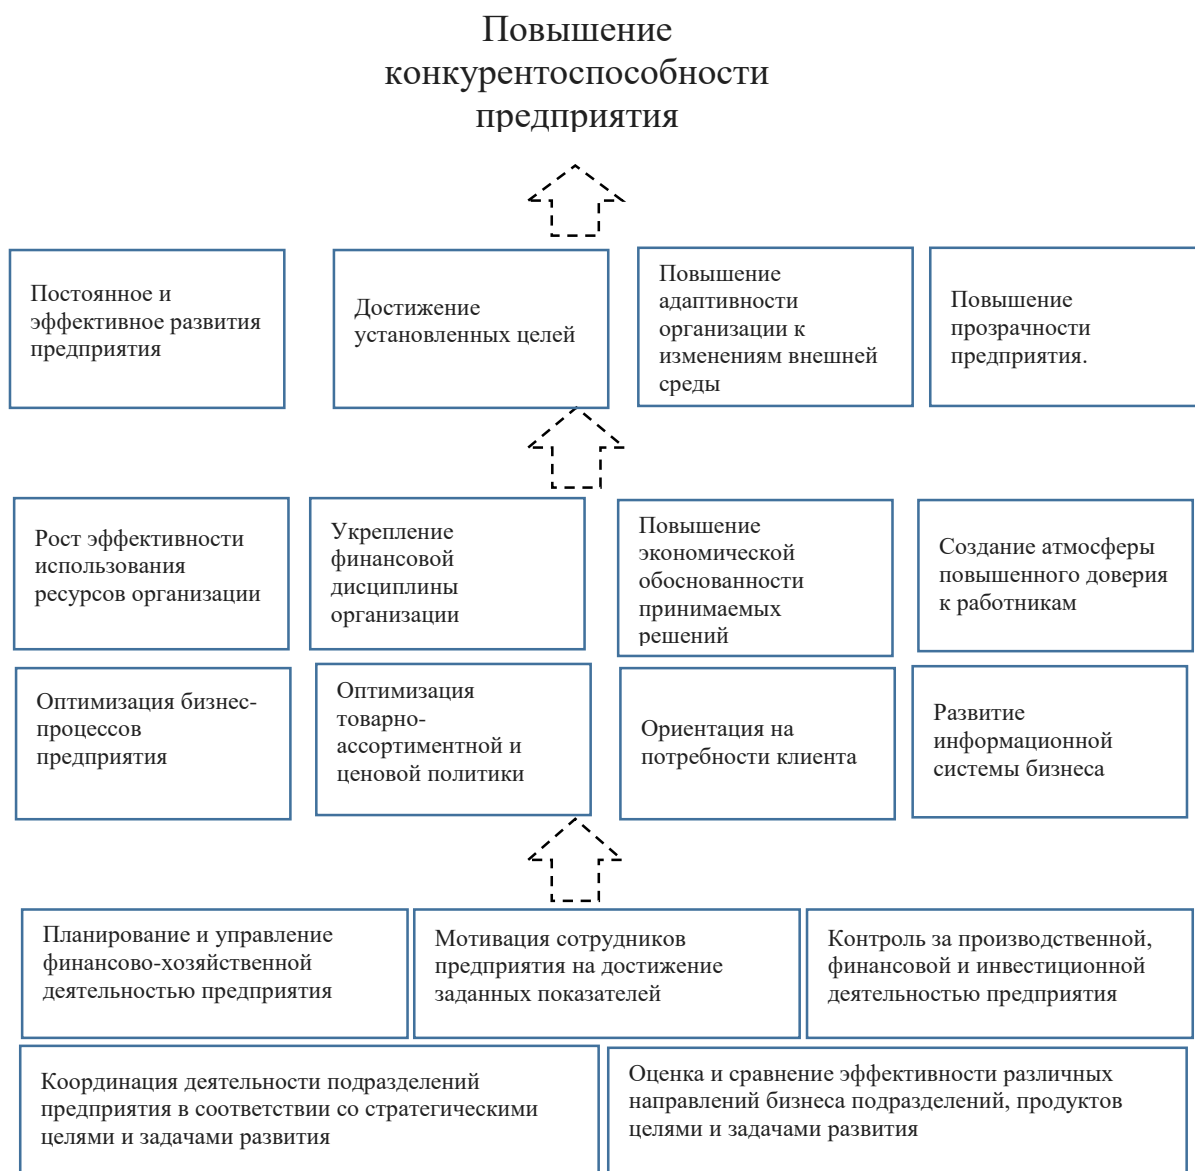 Повышение
конкурентоспособности
предприятия
Постоянное и
эффективное развития
предприятия
Достижение
установленных целей
Повышение
адаптивности
организации к
изменениям внешней
среды
Повышение
прозрачности
предприятия.
Рост эффективности
использования
ресурсов организации
Укрепление
финансовой
дисциплины
организации
Повышение
экономической
обоснованности
принимаемых
решений
Создание атмосферы
повышенного доверия
к работникам
Оптимизация бизнес-
процессов
предприятия
Оптимизация
товарно-
ассортиментной и
ценовой политики
Ориентация на
потребности клиента
Развитие
информационной
системы бизнеса
Планирование и управление
финансово-хозяйственной
деятельностью предприятия
Мотивация сотрудников
предприятия на достижение
заданных показателей
Контроль за производственной,
финансовой и инвестиционной
деятельностью предприятия
Координация деятельности подразделений
предприятия в соответствии со стратегическими
целями и задачами развития
Оценка и сравнение эффективности различных
направлений бизнеса подразделений, продуктов
целями и задачами развития